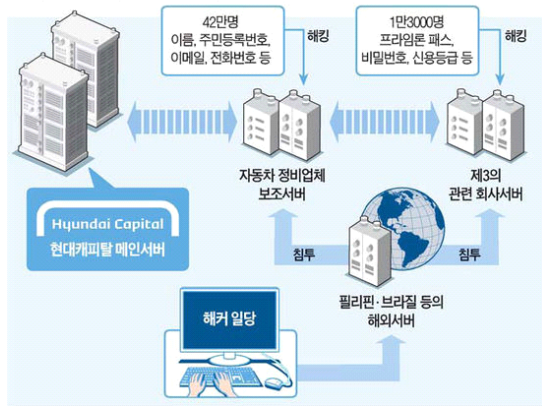 42만명
이름, 주민등록번호,
이메일, 전화번호 등
해킹
1만3000명
프라임론 패스,
비밀번호, 신용등급 등
해킹
자동차 정비업체
보조서버
제3의
관련 회사서버
Hyundai Capital
현대캐피탈 메인서버
침투
침투
필리핀·브라질 등의
해외서버
해커 일당